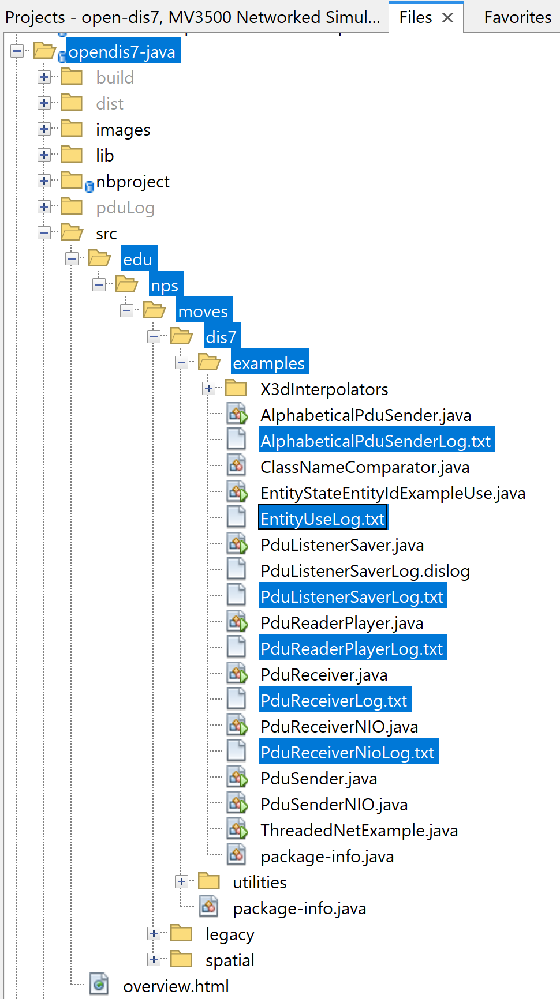 Projects - open-dis7, MV3500 Networked Simul... Files Favorites
opendis7-java
build
dist
images
lib
nbproject
pduLog
src
edu
nps
moves
dis7
examples
X3dInterpolators
AlphabeticalPduSender.java
AlphabeticalPduSenderLog.txt
ClassNameComparator.java
EntityStateEntityIdExampleUse.java
EntityUseLog.txt
PduListenerSaver.java
PduListenerSaverLog.dislog
PduListenerSaverLog.txt
PduReaderPlayer.java
PduReaderPlayerLog.txt
PduReceiver.java
PduReceiverLog.txt
PduReceiverNIO.java
PduReceiverNioLog.txt
PduSender.java
PduSenderNIO.java
ThreadedNetExample.java
package-info.java
utilities
package-info.java
legacy
spatial
overview.html